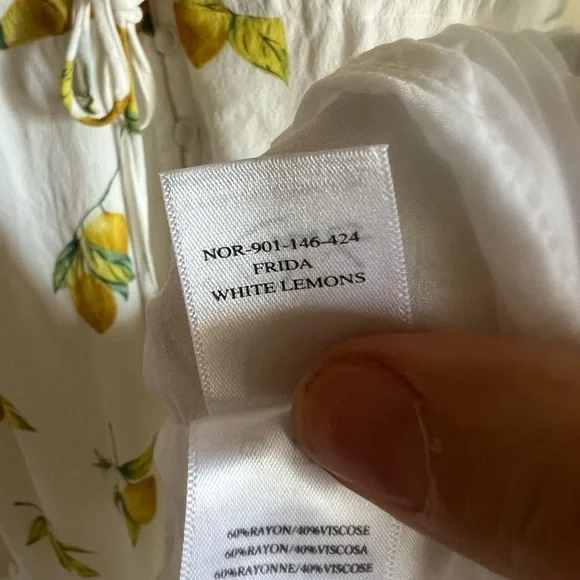 NOR-901-146-424
FRIDA
WHITE LEMONS
60%RAYON/40%VISCOSE
60%RAYON/40%VISCOSA
60%RAYONNE/40%VISCOSE